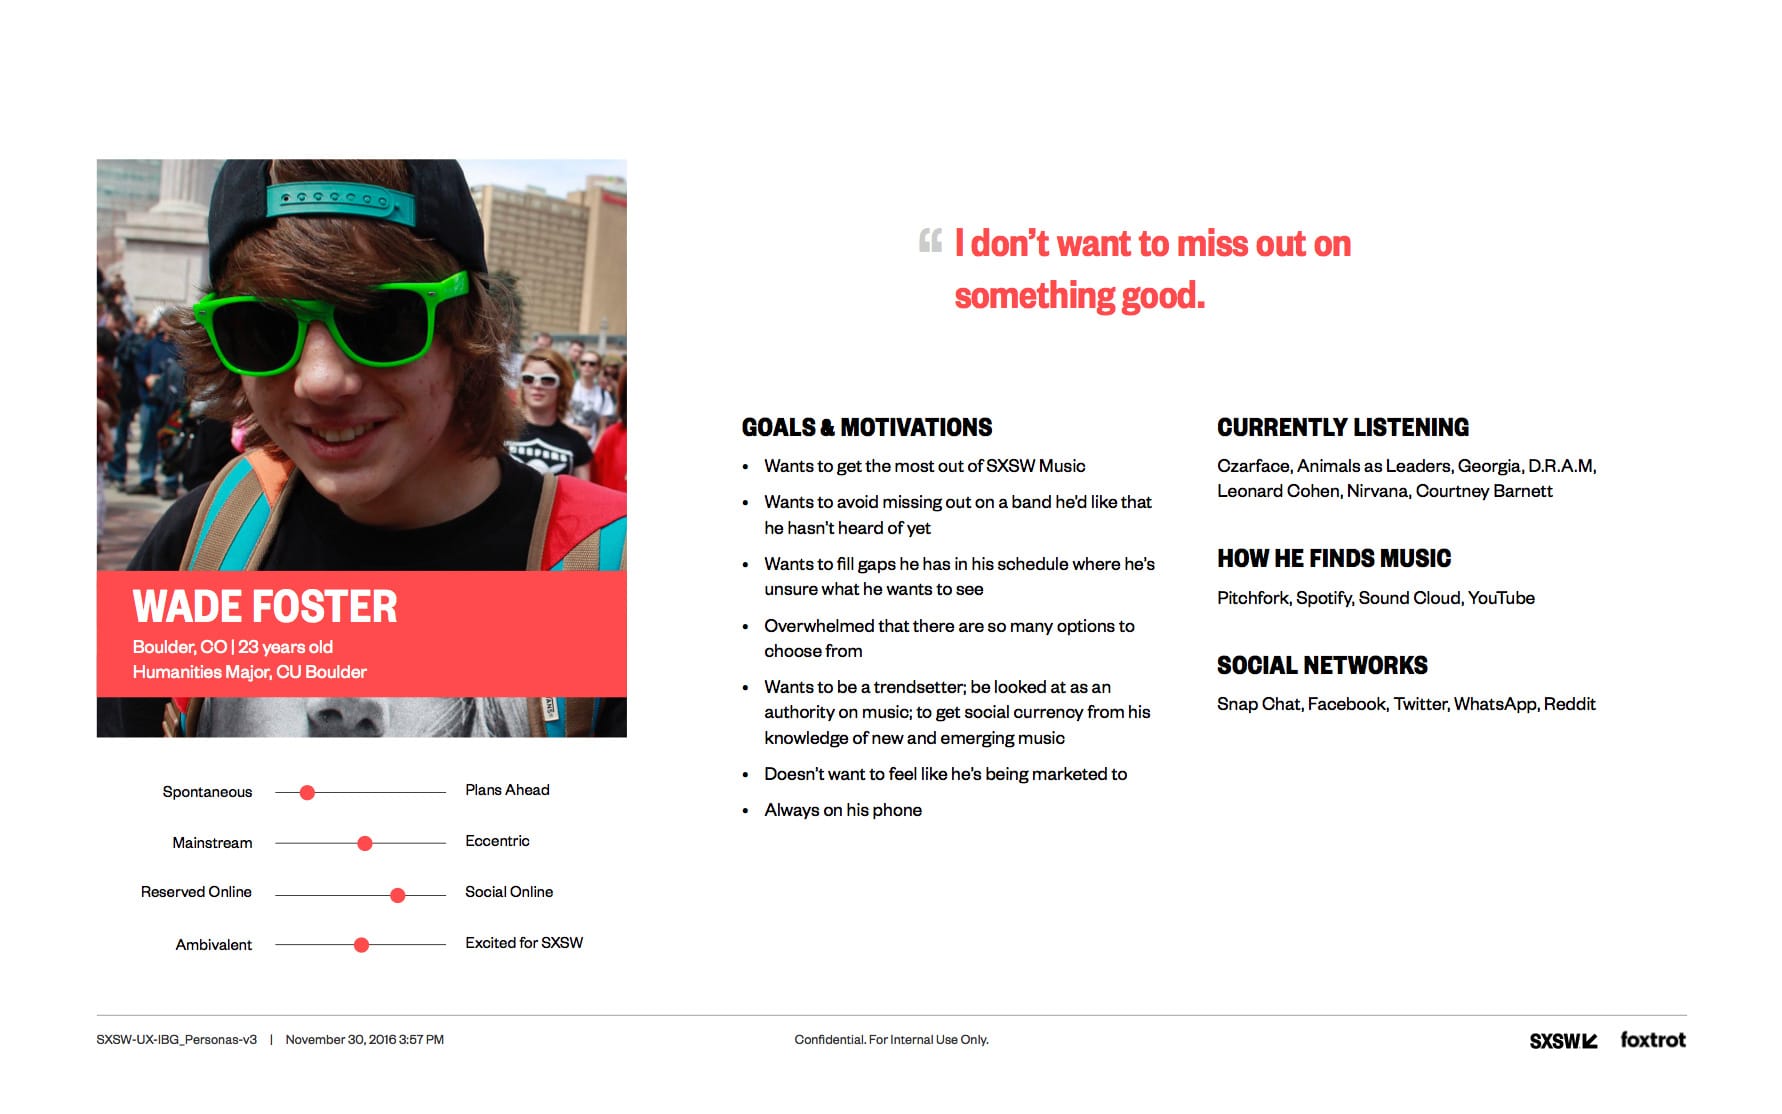 “ I don’t want to miss out on
something good.
WADE FOSTER
Boulder, CO | 23 years old
Humanities Major, CU Boulder
VANS
Spontaneous Plans Ahead
Mainstream Eccentric
Reserved Online Social Online
Ambivalent Excited for SXSW
GOALS & MOTIVATIONS
• Wants to get the most out of SXSW Music
• Wants to avoid missing out on a band he’d like that
he hasn’t heard of yet
• Wants to fill gaps he has in his schedule where he’s
unsure what he wants to see
• Overwhelmed that there are so many options to
choose from
• Wants to be a trendsetter; be looked at as an
authority on music; to get social currency from his
knowledge of new and emerging music
• Doesn’t want to feel like he’s being marketed to
• Always on his phone
CURRENTLY LISTENING
Czarface, Animals as Leaders, Georgia, D.R.A.M,
Leonard Cohen, Nirvana, Courtney Barnett
HOW HE FINDS MUSIC
Pitchfork, Spotify, Sound Cloud, YouTube
SOCIAL NETWORKS
Snap Chat, Facebook, Twitter, WhatsApp, Reddit
SXSW-UX-IBG_Personas-v3 | November 30, 2016 3:57 PM
Confidential. For Internal Use Only.
SXSW foxtrot